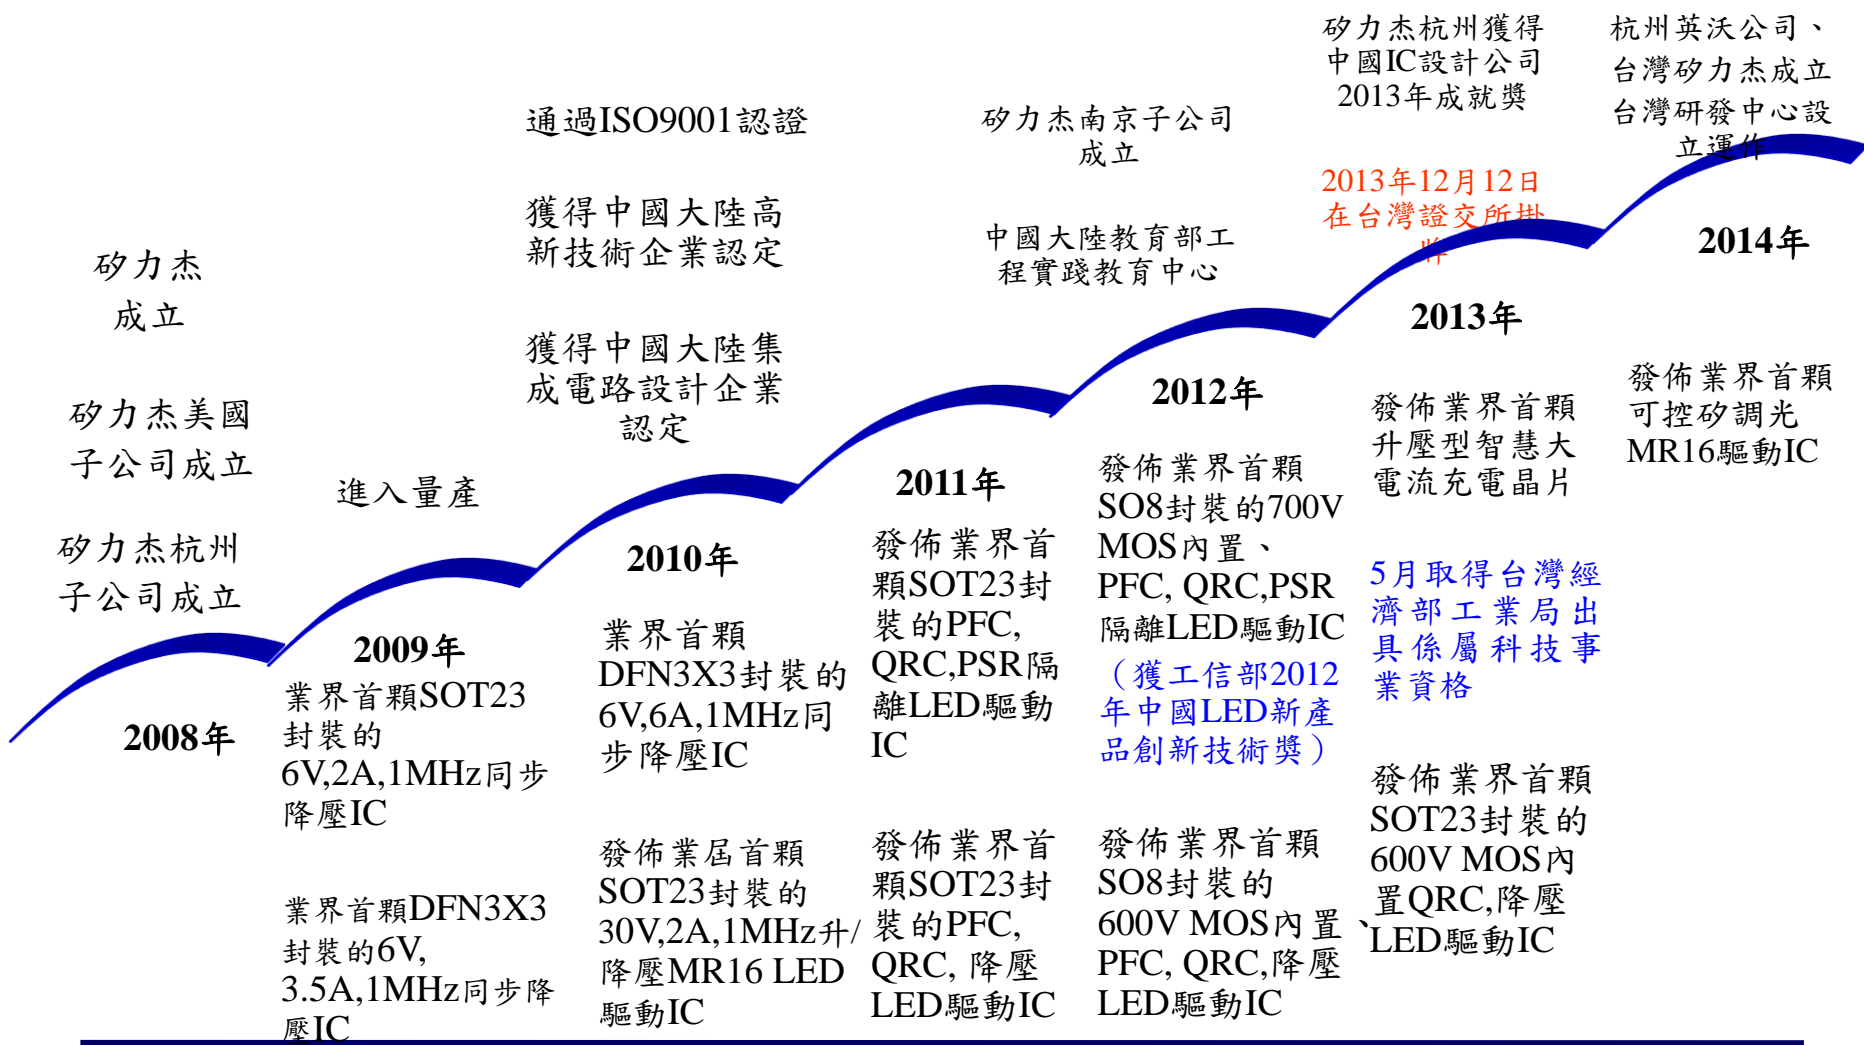 矽力杰
成立
矽力杰美國
子公司成立
矽力杰杭州
子公司成立
2008年
進入量產
2009年
業界首顆SOT23
封裝的
6V,2A,1MHz同步
降壓IC
業界首顆DFN3X3
封裝的6V,
3.5A,1MHz同步降
壓IC
通過ISO9001認證
獲得中國大陸高
新技術企業認定
獲得中國大陸集
成電路設計企業
認定
2010年
業界首顆
DFN3X3封裝的
6V,6A,1MHz同
步降壓IC
發佈業屆首顆
SOT23封裝的
30V,2A,1MHz升/
降壓MR16 LED
驅動IC
2011年
發佈業界首
顆SOT23封
裝的PFC,
QRC,PSR隔
離LED驅動
IC
發佈業界首
顆SOT23封
裝的PFC,
QRC, 降壓
LED驅動IC
矽力杰南京子公司
成立
中國大陸教育部工
程實踐教育中心
2012年
發佈業界首顆
SO8封裝的700V
MOS內置、
PFC, QRC,PSR
隔離LED驅動IC
（獲工信部2012
年中國LED新產
品創新技術獎）
發佈業界首顆
SO8封裝的
600V MOS內置、
PFC, QRC,降壓
LED驅動IC
矽力杰杭州獲得
中國IC設計公司
2013年成就獎
2013年12月12日
在台灣證交所掛
牌
2013年
發佈業界首顆
升壓型智慧大
電流充電晶片
5月取得台灣經
濟部工業局出
具係屬科技事
業資格
發佈業界首顆
SOT23封裝的
600V MOS內
置QRC,降壓
LED驅動IC
杭州英沃公司、
台灣矽力杰成立
台灣研發中心設
立運作
2014年
發佈業界首顆
可控矽調光
MR16驅動IC